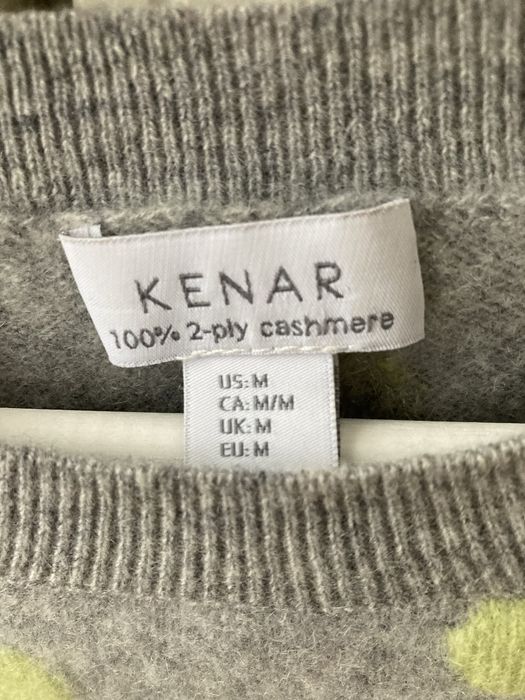 KENAR
100% 2-ply cashmere
US: M
CA: M/M
UK: M
EU: M